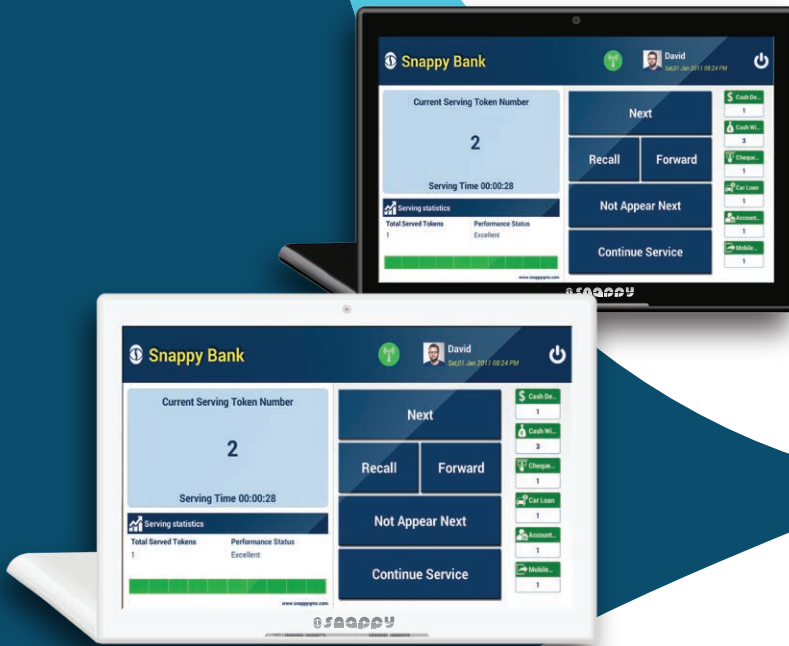 Snappy Bank
David
Sat,01 Jan 2011 08:24 PM
Current Serving Token Number
2
Serving Time 00:00:28
Serving statistics
Total Served Tokens
Performance Status
1
Excellent
www.snappyqms.com
Next
Recall
Forward
Not Appear Next
Continue Service
Cash De...
1
Cash Wi...
3
Cheque...
1
Car Loan
1
Account...
1
Mobile...
1
snappy
Snappy Bank
David
Sat,01 Jan 2011 08:24 PM
Current Serving Token Number
2
Serving Time 00:00:28
Serving statistics
Total Served Tokens
Performance Status
1
Excellent
www.snappyqms.com
Next
Recall
Forward
Not Appear Next
Continue Service
Cash De...
1
Cash Wi...
3
Cheque...
1
Car Loan
1
Account...
1
Mobile...
1
snappy